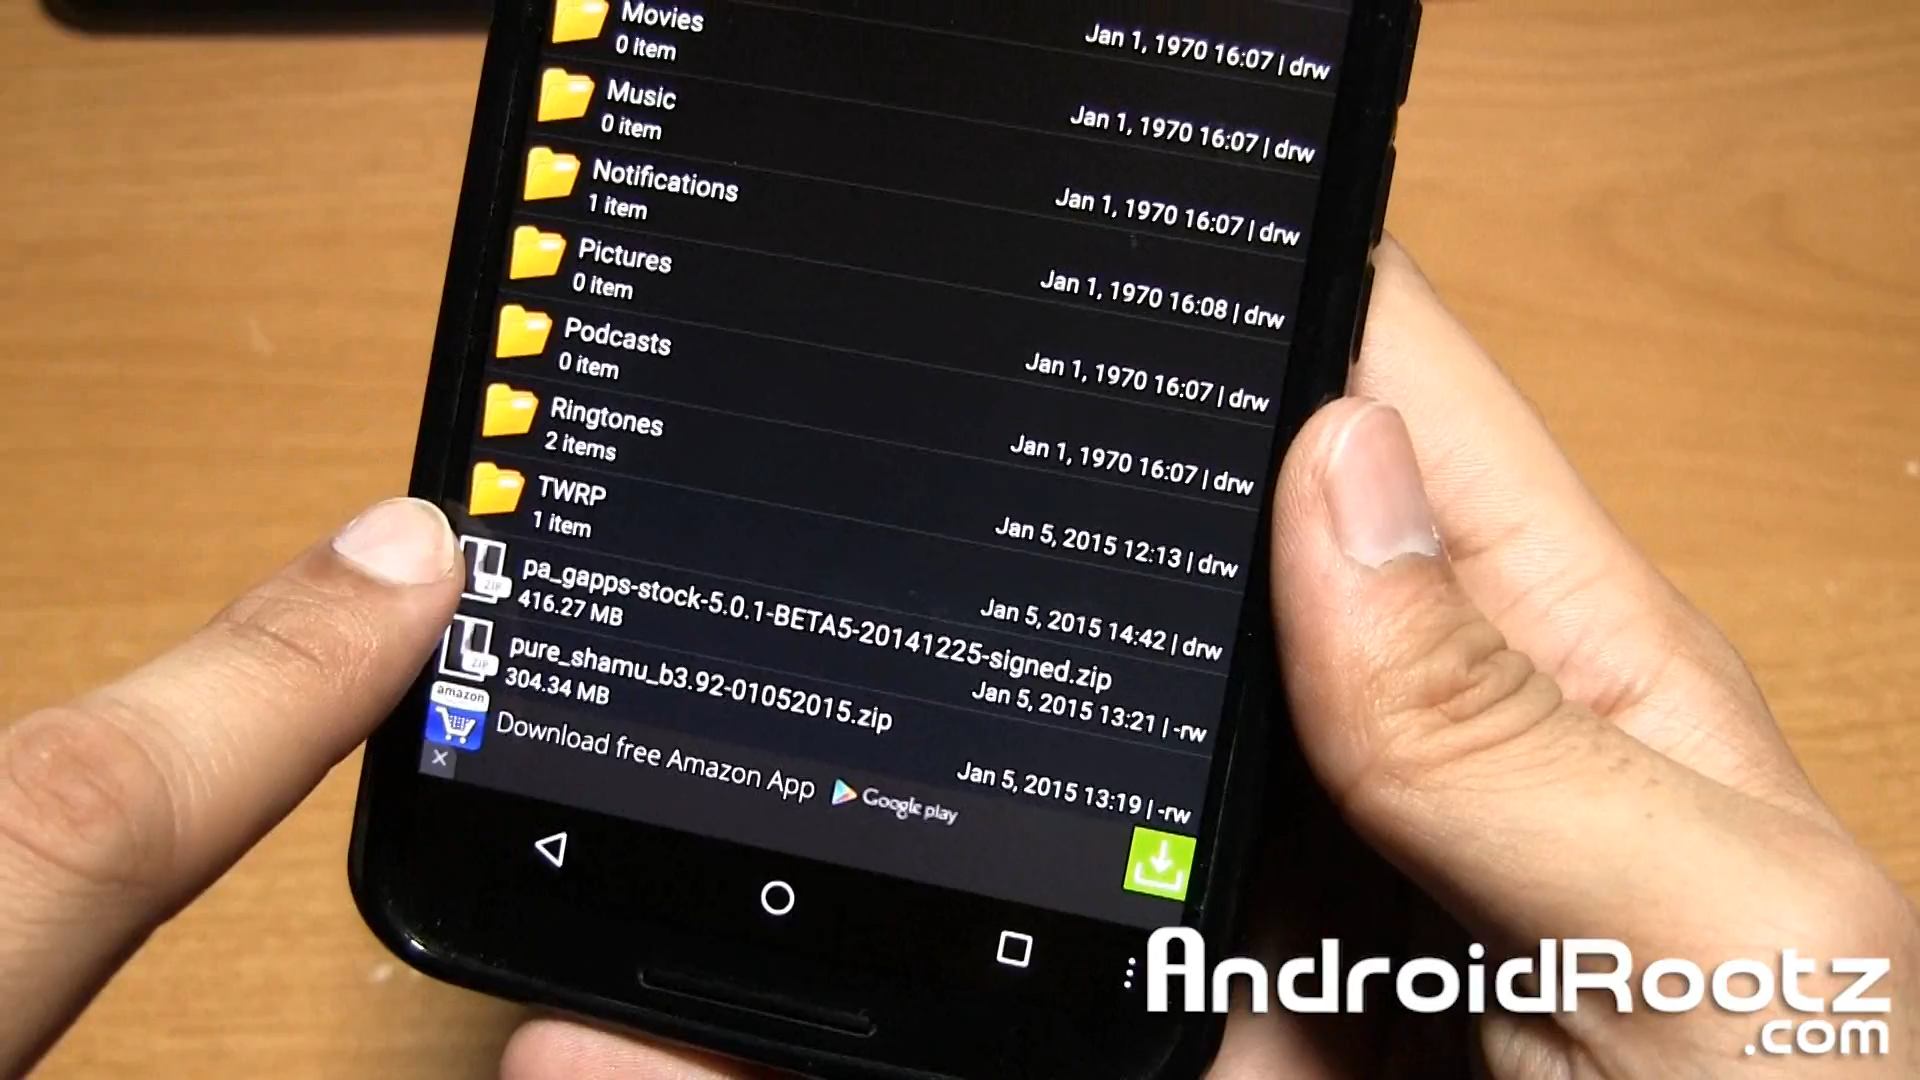 Movies
0 item
Jan 1, 1970 16:07 | drw
Music
0 item
Jan 1, 1970 16:07 | drw
Notifications
1 item
Jan 1, 1970 16:07 | drw
Pictures
0 item
Jan 1, 1970 16:08 | drw
Podcasts
0 item
Jan 1, 1970 16:07 | drw
Ringtones
2 items
Jan 1, 1970 16:07 | drw
TWRP
1 item
Jan 5, 2015 12:13 | drw
Jan 5, 2015 14:42 | drw
ZIP
pa_gapps-stock-5.0.1-BETA5-20141225-signed.zip
416.27 MB
Jan 5, 2015 13:21 | -rw
ZIP
pure_shamu_b3.92-01052015.zip
304.34 MB
Jan 5, 2015 13:19 | -rw
amazon
Download free Amazon App
Google play
AndroidRootz
.com